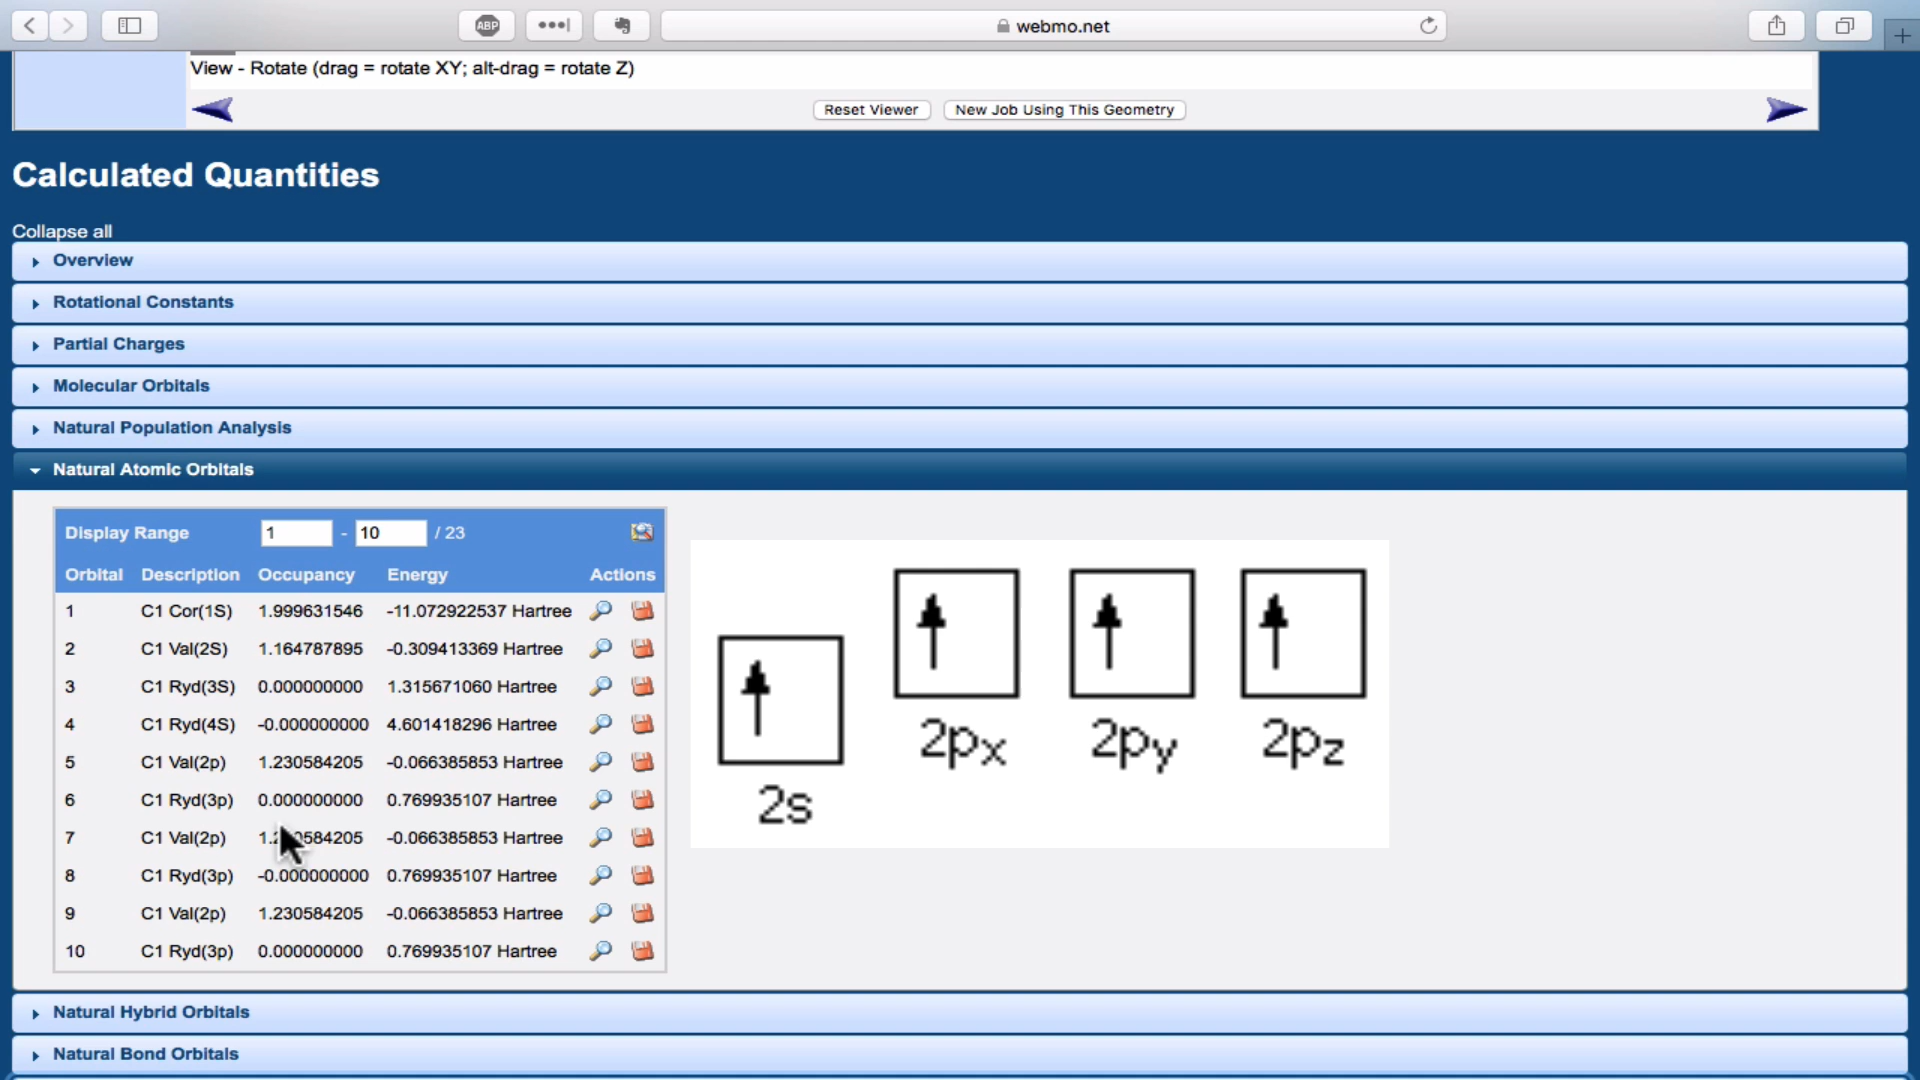 ABP
webmo.net
View - Rotate (drag = rotate XY; alt-drag = rotate Z)
Reset Viewer New Job Using This Geometry
Calculated Quantities
Collapse all
Overview
Rotational Constants
Partial Charges
Molecular Orbitals
Natural Population Analysis
Natural Atomic Orbitals
Display Range 1 - 10 / 23
Orbital Description Occupancy Energy Actions
1 C1 Cor(1S) 1.999631546 -11.072922537 Hartree
2 C1 Val(2S) 1.164787895 -0.309413369 Hartree
3 C1 Ryd(3S) 0.000000000 1.315671060 Hartree
4 C1 Ryd(4S) -0.000000000 4.601418296 Hartree
5 C1 Val(2p) 1.230584205 -0.066385853 Hartree
6 C1 Ryd(3p) 0.000000000 0.769935107 Hartree
7 C1 Val(2p) -0.066385853 Hartree
8 C1 Ryd(3p) -0.000000000 0.769935107 Hartree
9 C1 Val(2p) 1.230584205 -0.066385853 Hartree
10 C1 Ryd(3p) 0.000000000 0.769935107 Hartree
2px 2py 2pz
2s
Natural Hybrid Orbitals
Natural Bond Orbitals